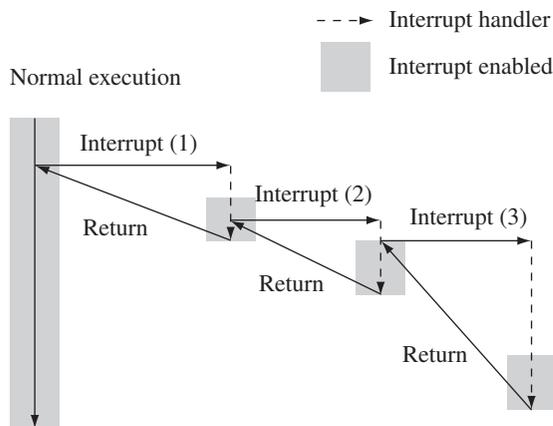 Interrupt handler
Interrupt enabled
Normal execution
Interrupt (1)
Interrupt (2)
Interrupt (3)
Return
Return
Return